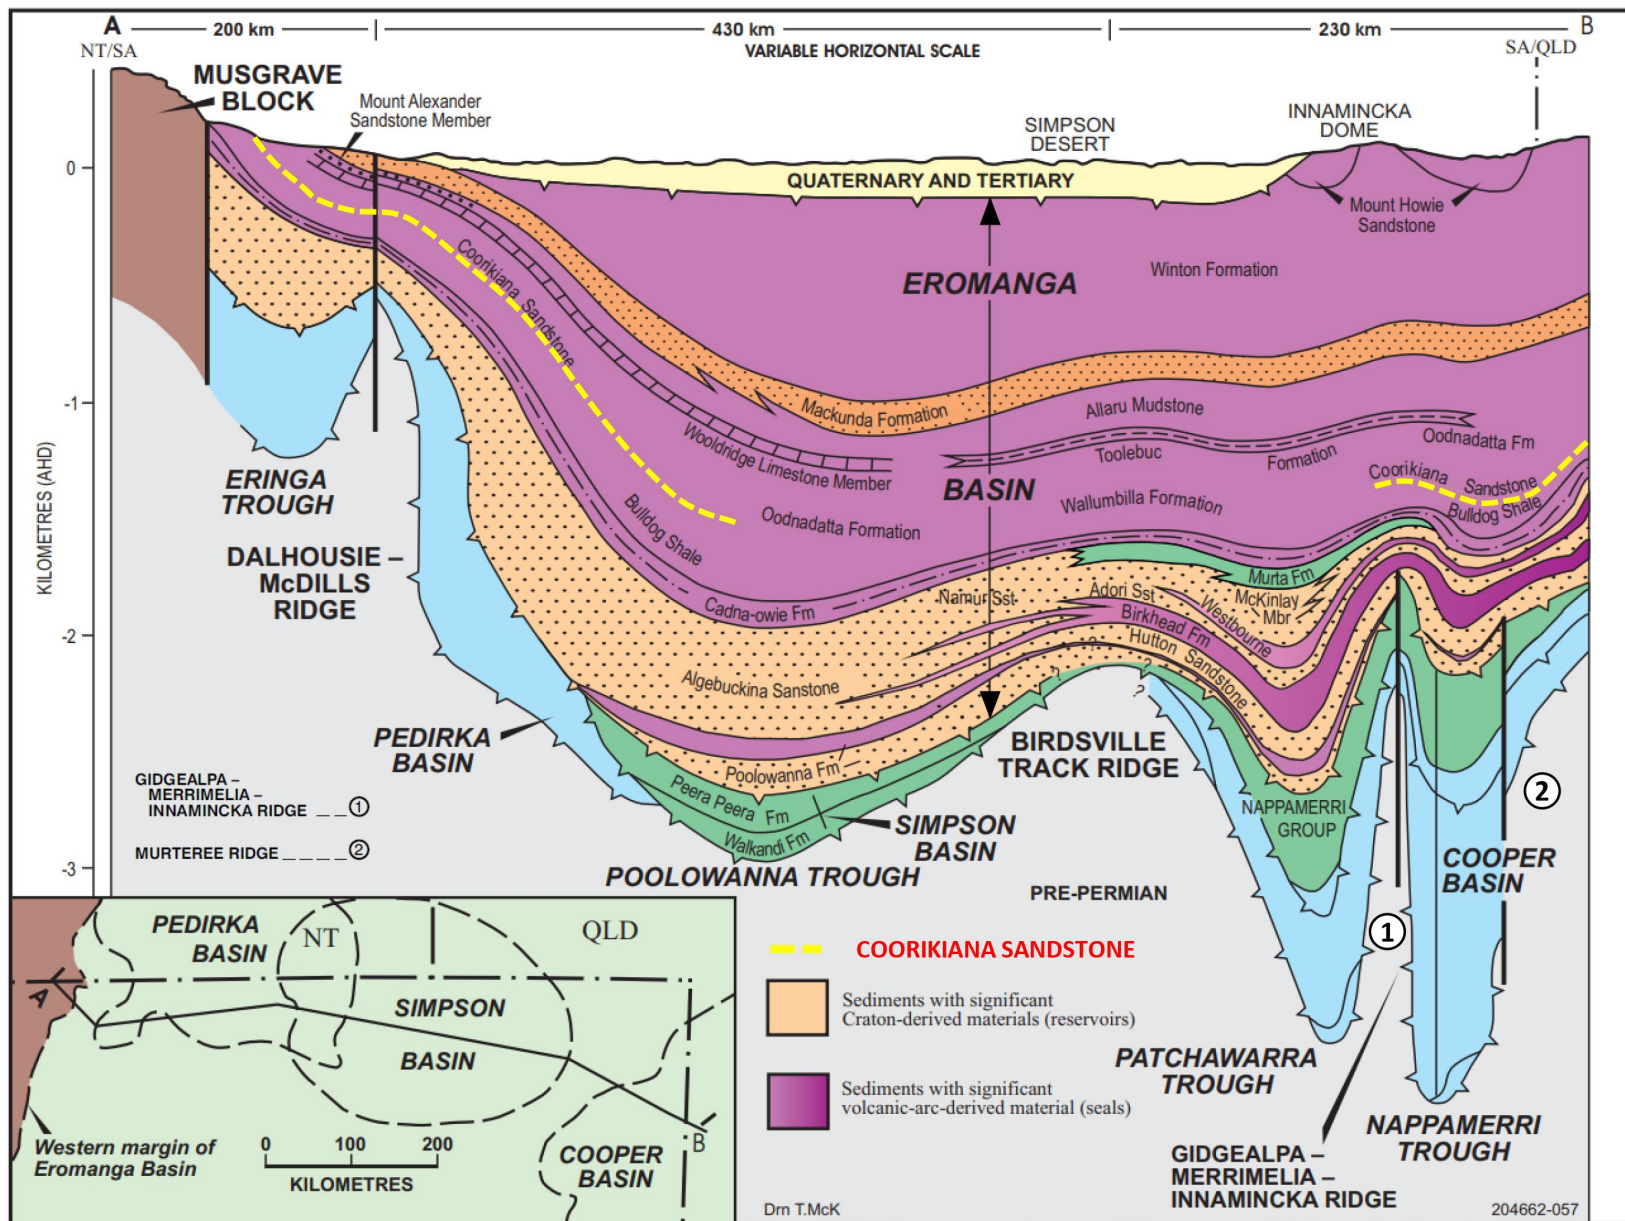 A
200 km
430 km
230 km
B
NT/SA
VARIABLE HORIZONTAL SCALE
SA/QLD
MUSGRAVE
BLOCK
Mount Alexander
Sandstone Member
SIMPSON
DESERT
INNAMINCKA
DOME
0
-1
-2
-3
KILOMETRES (AHD)
QUATERNARY AND TERTIARY
Mount Howie
Sandstone
Winton Formation
EROMANGA
BASIN
Coorikiana Sandstone
Mackunda Formation
Allaru Mudstone
Wooldridge Limestone Member
Toolebuc Formation
Oodnadatta Fm
Coorikiana Sandstone
Bulldog Shale
Wallumbilla Formation
Oodnadatta Formation
Bulldog Shale
Cadna-owie Fm
Murta Fm
McKinlay
Mbr
Namur Sst
Adori Sst
Westbourne
Birkhead Fm
Hutton Sandstone
?
?
?
?
Algebuckina Sanstone
Poolowanna Fm
Peera Peera Fm
Walkandi Fm
ERINGA
TROUGH
DALHOUSIE –
McDILLS
RIDGE
PEDIRKA
BASIN
BIRDSVILLE
TRACK RIDGE
SIMPSON
BASIN
POOLOWANNA TROUGH
NAPPAMERRI
GROUP
COOPER
BASIN
1
2
GIDGEALPA –
MERRIMELIA –
INNAMINCKA RIDGE _ _ 1
MURTEREE RIDGE _ _ _ _ 2
PRE-PERMIAN
COORIKIANA SANDSTONE
Sediments with significant
Craton-derived materials (reservoirs)
Sediments with significant
volcanic-arc-derived material (seals)
PATCHAWARRA
TROUGH
NAPPAMERRI
TROUGH
GIDGEALPA –
MERRIMELIA –
INNAMINCKA RIDGE
Drn T.McK
204662-057
PEDIRKA
BASIN
NT
QLD
A
SIMPSON
BASIN
B
COOPER
BASIN
Western margin of
Eromanga Basin
0 100 200
KILOMETRES